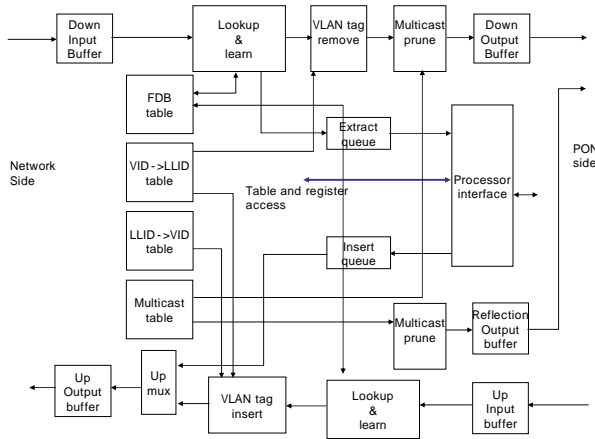 Down
Input
Buffer
Lookup
&
learn
VLAN tag
remove
Multicast
prune
Down
Output
Buffer
FDB
table
Extract
queue
Network
Side
VID->LLID
table
Table and register
access
Processor
interface
PON
side
LLID->VID
table
Insert
queue
Multicast
table
Multicast
prune
Reflection
Output
buffer
Up
Output
buffer
Up
mux
VLAN tag
insert
Lookup
&
learn
Up
Input
buffer